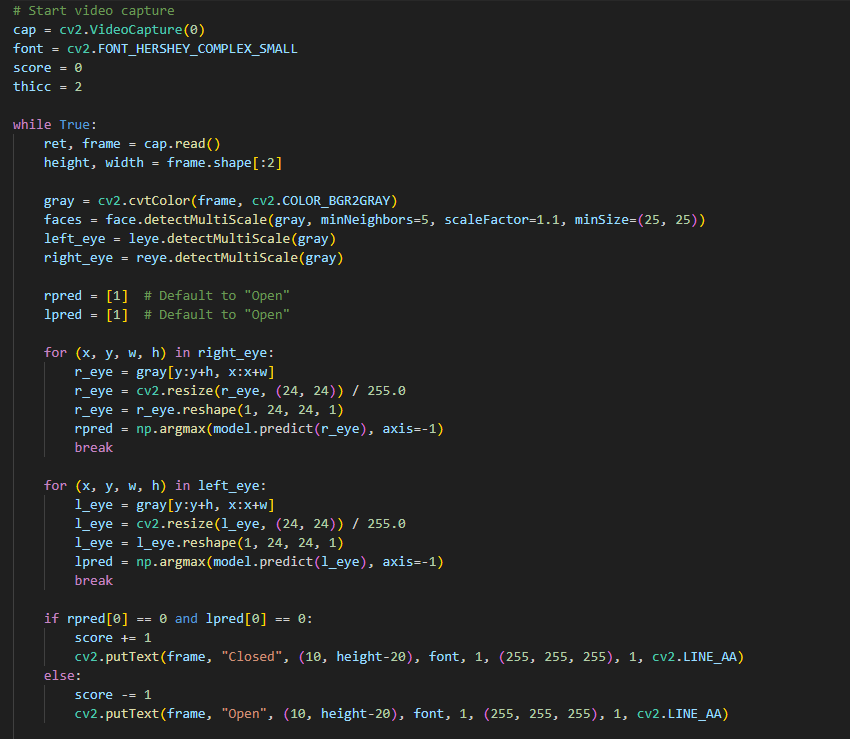 # Start video capture
cap = cv2.VideoCapture(0)
font = cv2.FONT_HERSHEY_COMPLEX_SMALL
score = 0
thicc = 2

while True:
    ret, frame = cap.read()
    height, width = frame.shape[:2]

    gray = cv2.cvtColor(frame, cv2.COLOR_BGR2GRAY)
    faces = face.detectMultiScale(gray, minNeighbors=5, scaleFactor=1.1, minSize=(25, 25))
    left_eye = leye.detectMultiScale(gray)
    right_eye = reye.detectMultiScale(gray)

    rpred = [1]  # Default to "Open"
    lpred = [1]  # Default to "Open"

    for (x, y, w, h) in right_eye:
        r_eye = gray[y:y+h, x:x+w]
        r_eye = cv2.resize(r_eye, (24, 24)) / 255.0
        r_eye = r_eye.reshape(1, 24, 24, 1)
        rpred = np.argmax(model.predict(r_eye), axis=-1)
        break

    for (x, y, w, h) in left_eye:
        l_eye = gray[y:y+h, x:x+w]
        l_eye = cv2.resize(l_eye, (24, 24)) / 255.0
        l_eye = l_eye.reshape(1, 24, 24, 1)
        lpred = np.argmax(model.predict(l_eye), axis=-1)
        break

    if rpred[0] == 0 and lpred[0] == 0:
        score += 1
        cv2.putText(frame, "Closed", (10, height-20), font, 1, (255, 255, 255), 1, cv2.LINE_AA)
    else:
        score -= 1
        cv2.putText(frame, "Open", (10, height-20), font, 1, (255, 255, 255), 1, cv2.LINE_AA)